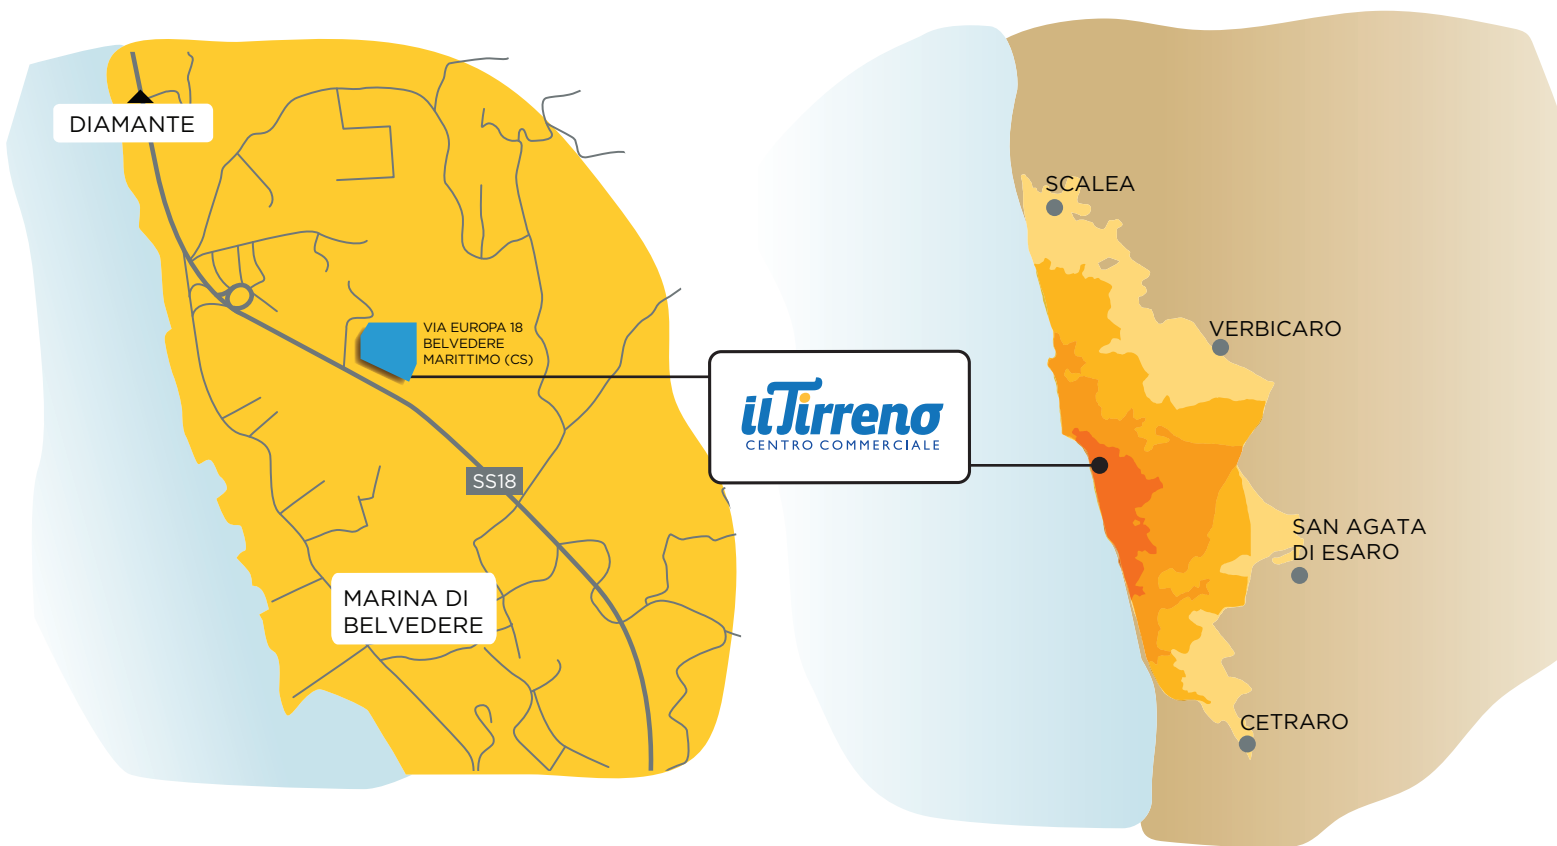 DIAMANTE
VIA EUROPA 18
BELVEDERE
MARITTIMO (CS)
SS18
MARINA DI
BELVEDERE
il Tirreno
CENTRO COMMERCIALE
SCALEA
VERBICARO
SAN AGATA
DI ESARO
CETRARO